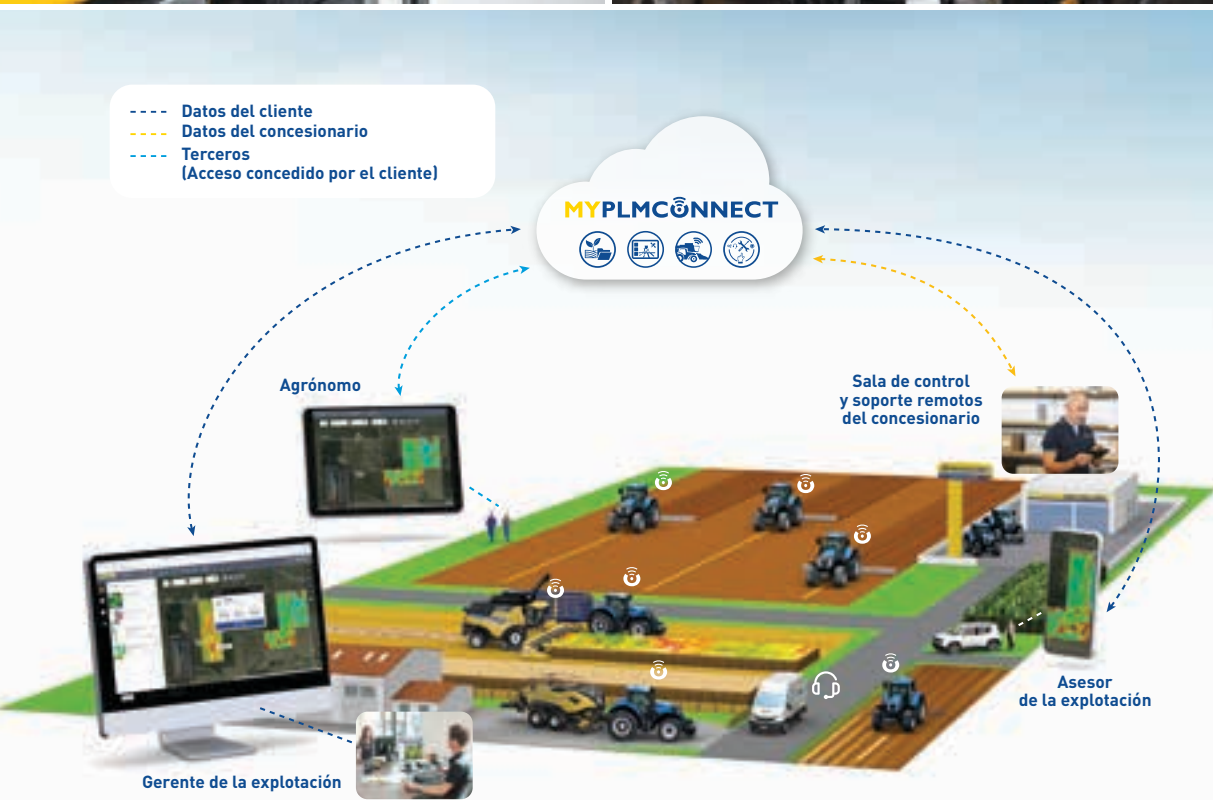 Datos del cliente
Datos del concesionario
Terceros
(Acceso concedido por el cliente)
MYPLMCONNECT
Agrónomo
Sala de control
y soporte remotos
del concesionario
Asesor
de la explotación
Gerente de la explotación